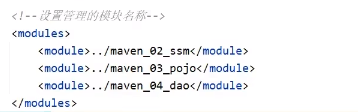 <!--设置管理的模块名称-->
<modules>
    <module>../maven_02_ssm</module>
    <module>../maven_03_pojo</module>
    <module>../maven_04_dao</module>
</modules>